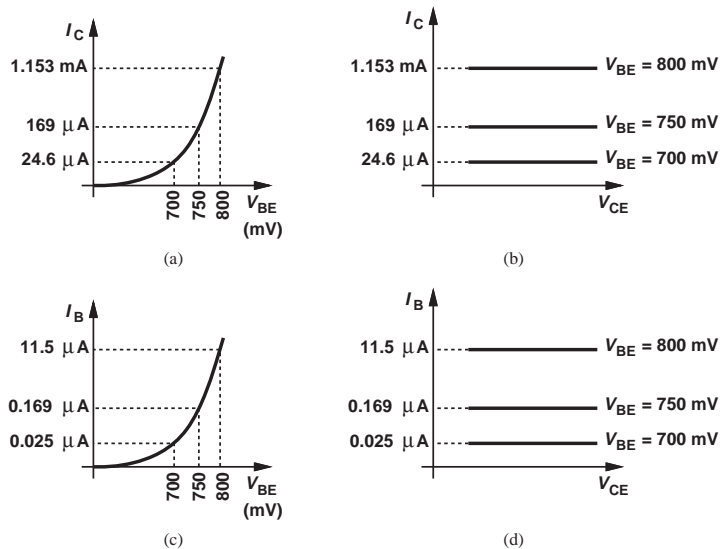 I_C
1.153 mA
169 μA
24.6 μA
700
750
800
V_BE
(mV)
(a)
I_C
1.153 mA
169 μA
24.6 μA
V_BE = 800 mV
V_BE = 750 mV
V_BE = 700 mV
V_CE
(b)
I_B
11.5 μA
0.169 μA
0.025 μA
700
750
800
V_BE
(mV)
(c)
I_B
11.5 μA
0.169 μA
0.025 μA
V_BE = 800 mV
V_BE = 750 mV
V_BE = 700 mV
V_CE
(d)